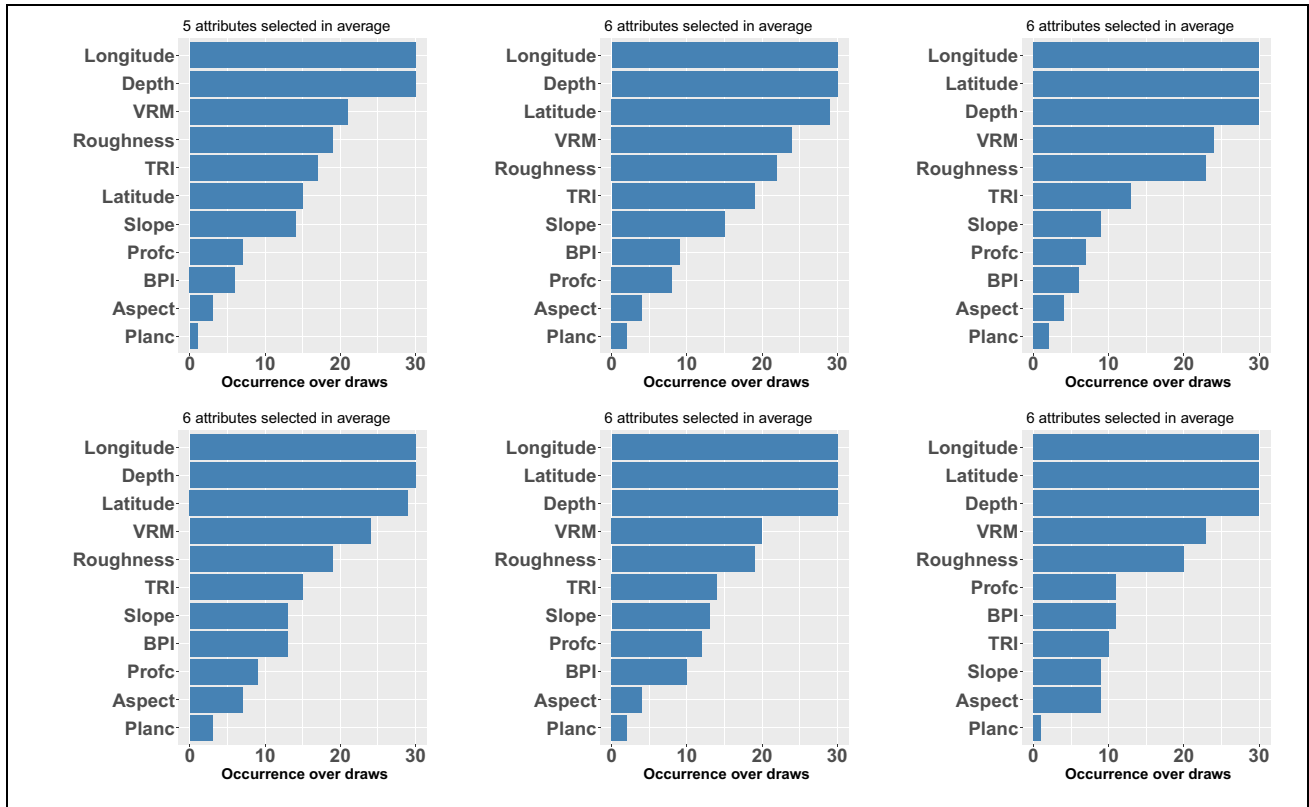 5 attributes selected in average
Longitude
Depth
VRM
Roughness
TRI
Latitude
Slope
Profc
BPI
Aspect
Planc
0 10 20 30
Occurrence over draws
6 attributes selected in average
Longitude
Depth
Latitude
VRM
Roughness
TRI
Slope
BPI
Profc
Aspect
Planc
0 10 20 30
Occurrence over draws
6 attributes selected in average
Longitude
Latitude
Depth
VRM
Roughness
TRI
Slope
Profc
BPI
Aspect
Planc
0 10 20 30
Occurrence over draws
6 attributes selected in average
Longitude
Depth
Latitude
VRM
Roughness
TRI
Slope
BPI
Profc
Aspect
Planc
0 10 20 30
Occurrence over draws
6 attributes selected in average
Longitude
Latitude
Depth
VRM
Roughness
TRI
Slope
Profc
BPI
Aspect
Planc
0 10 20 30
Occurrence over draws
6 attributes selected in average
Longitude
Latitude
Depth
VRM
Roughness
Profc
BPI
TRI
Slope
Aspect
Planc
0 10 20 30
Occurrence over draws